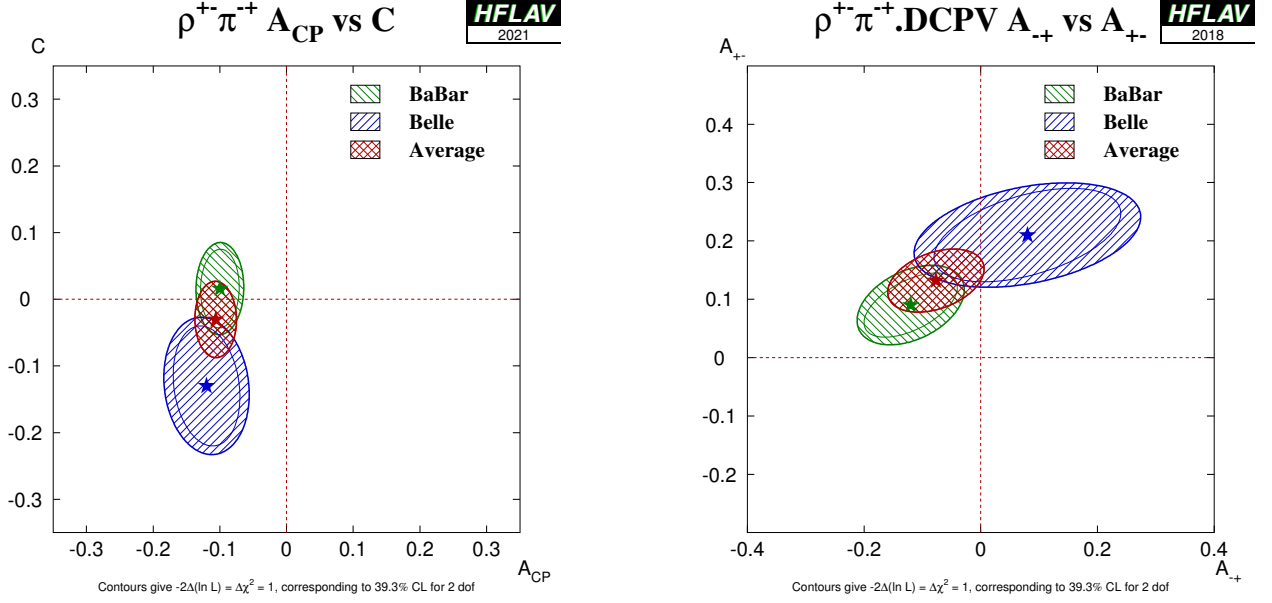 ρ+-π-+ ACP vs C
HFLAV
2021
C
0.3
0.2
0.1
0
-0.1
-0.2
-0.3
BaBar
Belle
Average
-0.3 -0.2 -0.1 0 0.1 0.2 0.3
ACP
Contours give -2Δ(ln L) = Δχ2 = 1, corresponding to 39.3% CL for 2 dof
ρ+-π-+.DCPV A-+ vs A+-
HFLAV
2018
A+-
0.4
0.3
0.2
0.1
0
-0.1
-0.2
BaBar
Belle
Average
-0.4 -0.2 0 0.2 0.4
A-+
Contours give -2Δ(ln L) = Δχ2 = 1, corresponding to 39.3% CL for 2 dof